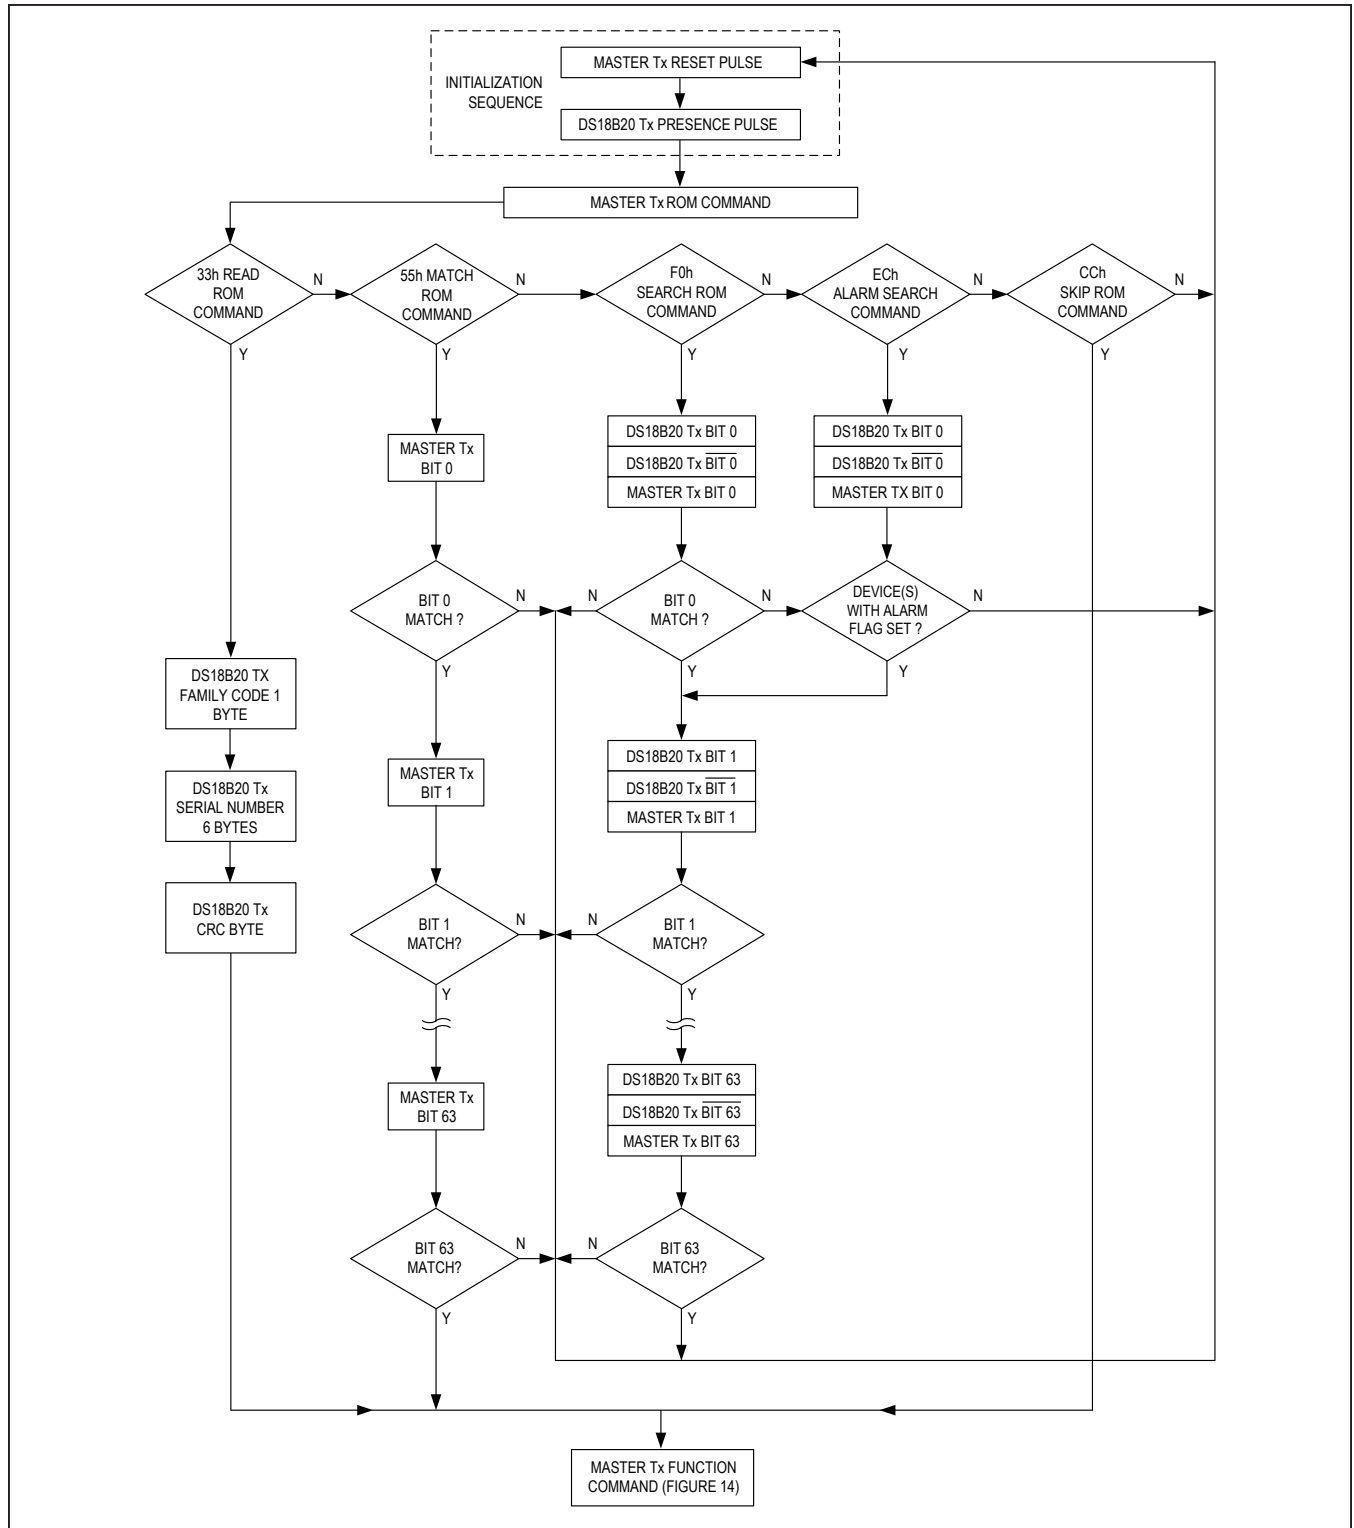 MASTER Tx RESET PULSE
INITIALIZATION
SEQUENCE
DS18B20 Tx PRESENCE PULSE
MASTER Tx ROM COMMAND
33h READ
ROM
COMMAND
N
Y
55h MATCH
ROM
COMMAND
N
Y
F0h
SEARCH ROM
COMMAND
N
Y
ECh
ALARM SEARCH
COMMAND
N
Y
CCh
SKIP ROM
COMMAND
N
Y
MASTER Tx
BIT 0
DS18B20 Tx BIT 0
DS18B20 Tx BIT 0
MASTER Tx BIT 0
DS18B20 Tx BIT 0
DS18B20 Tx BIT 0
MASTER TX BIT 0
BIT 0
MATCH ?
N
Y
N
BIT 0
MATCH ?
N
Y
DEVICE(S)
WITH ALARM
FLAG SET ?
N
Y
DS18B20 TX
FAMILY CODE 1
BYTE
DS18B20 Tx
SERIAL NUMBER
6 BYTES
DS18B20 Tx
CRC BYTE
MASTER Tx
BIT 1
DS18B20 Tx BIT 1
DS18B20 Tx BIT 1
MASTER Tx BIT 1
BIT 1
MATCH?
N
Y
N
BIT 1
MATCH?
Y
MASTER Tx
BIT 63
DS18B20 Tx BIT 63
DS18B20 Tx BIT 63
MASTER Tx BIT 63
BIT 63
MATCH?
N
Y
N
BIT 63
MATCH?
Y
MASTER Tx FUNCTION
COMMAND (FIGURE 14)